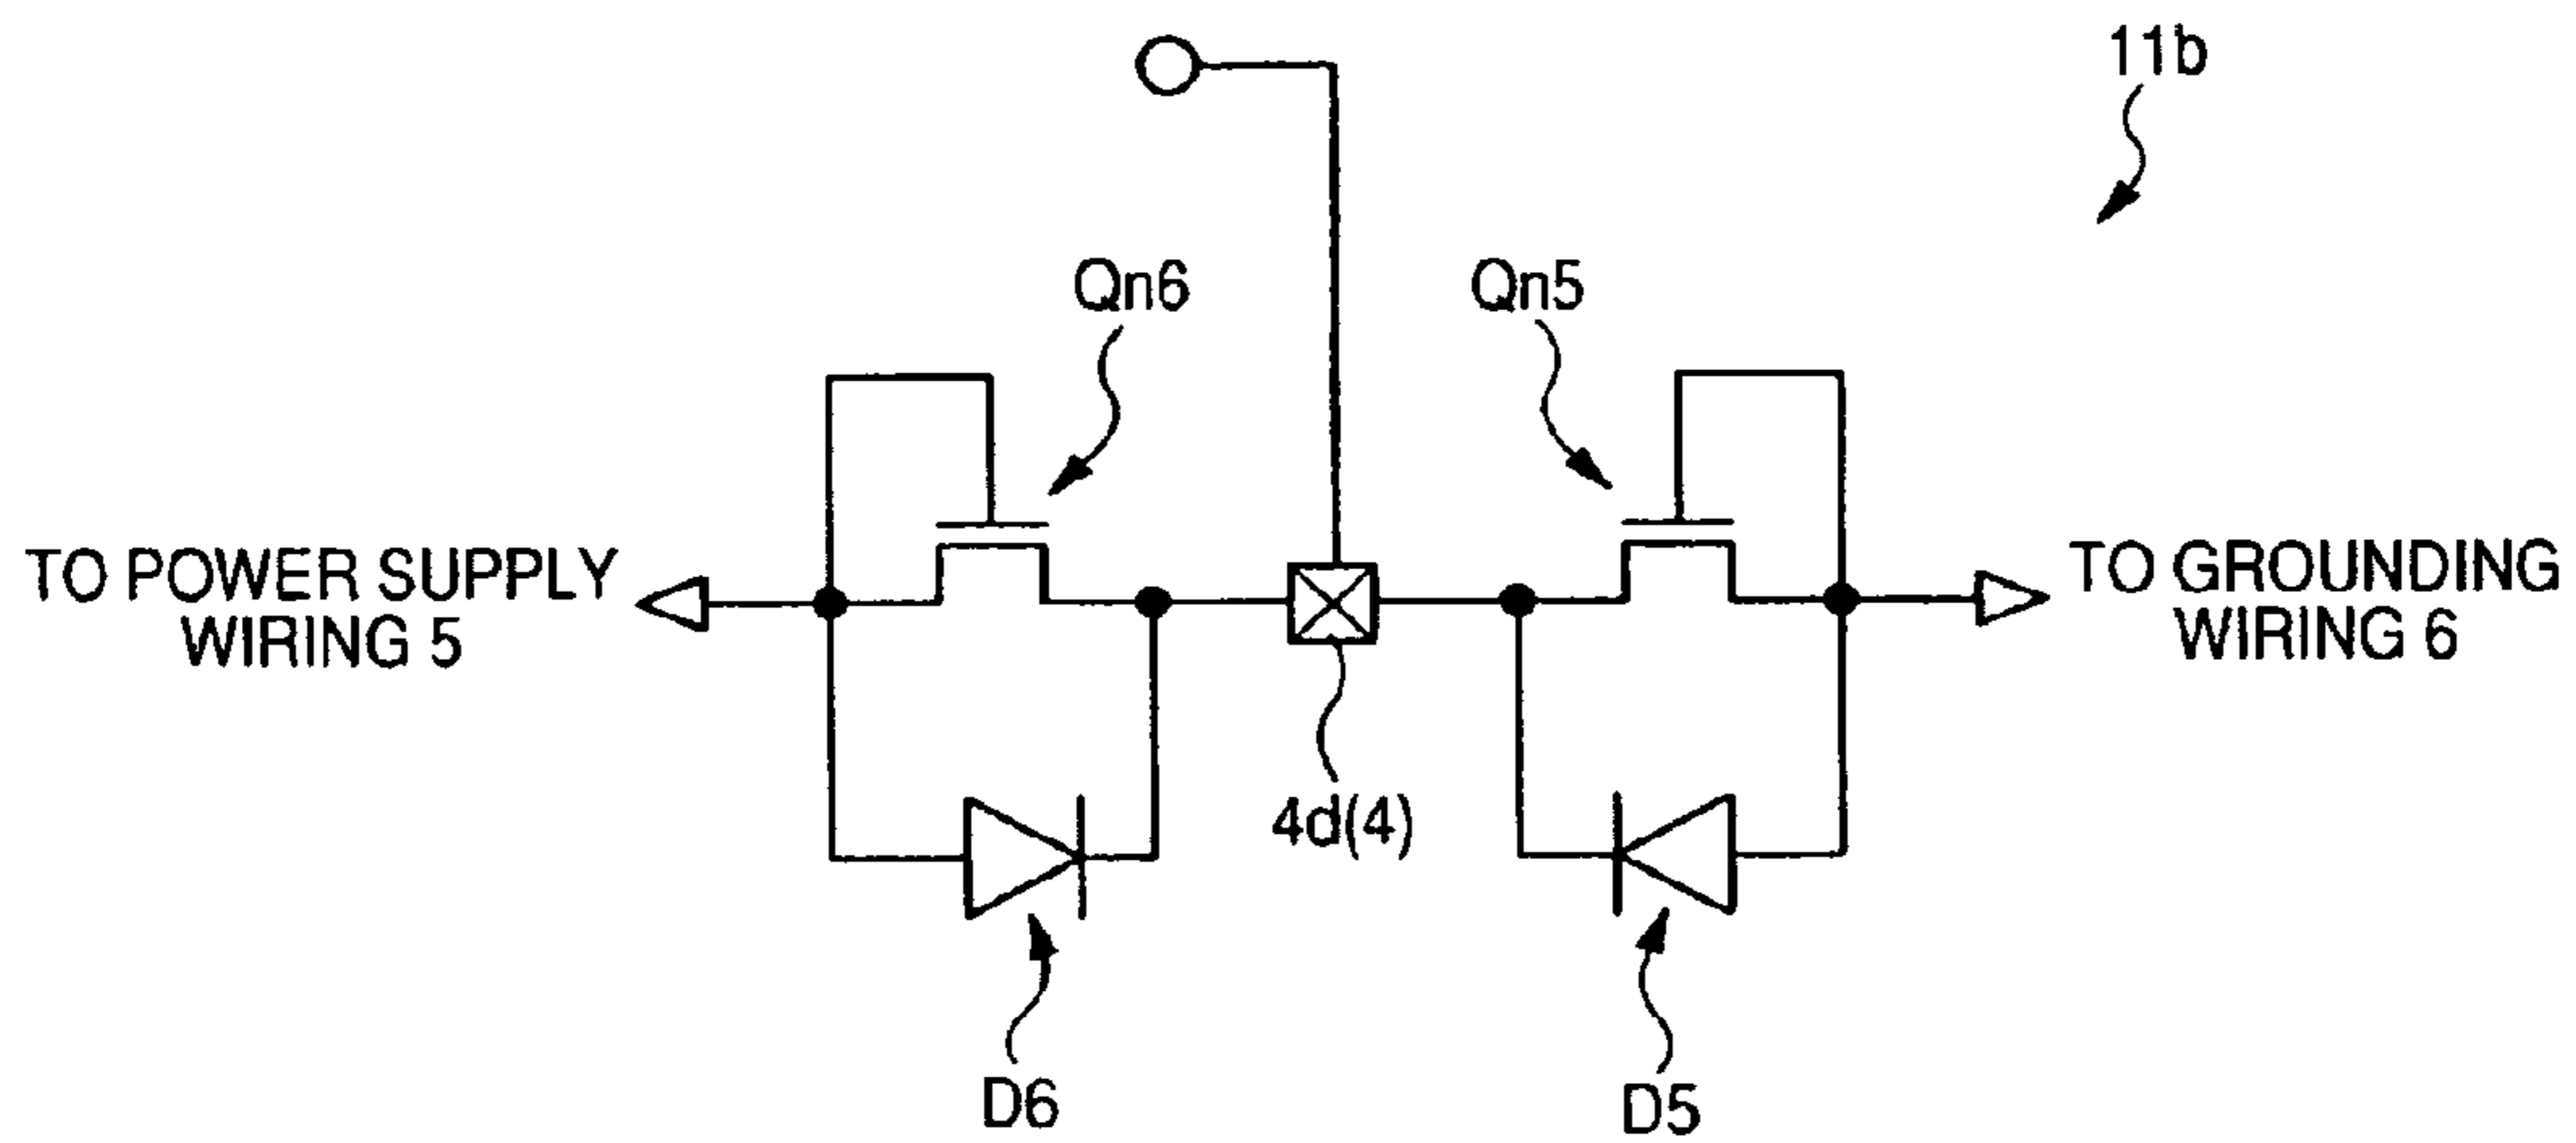 11b
Qn6
Qn5
TO POWER SUPPLY
WIRING 5
TO GROUNDING
WIRING 6
4d(4)
D6
D5